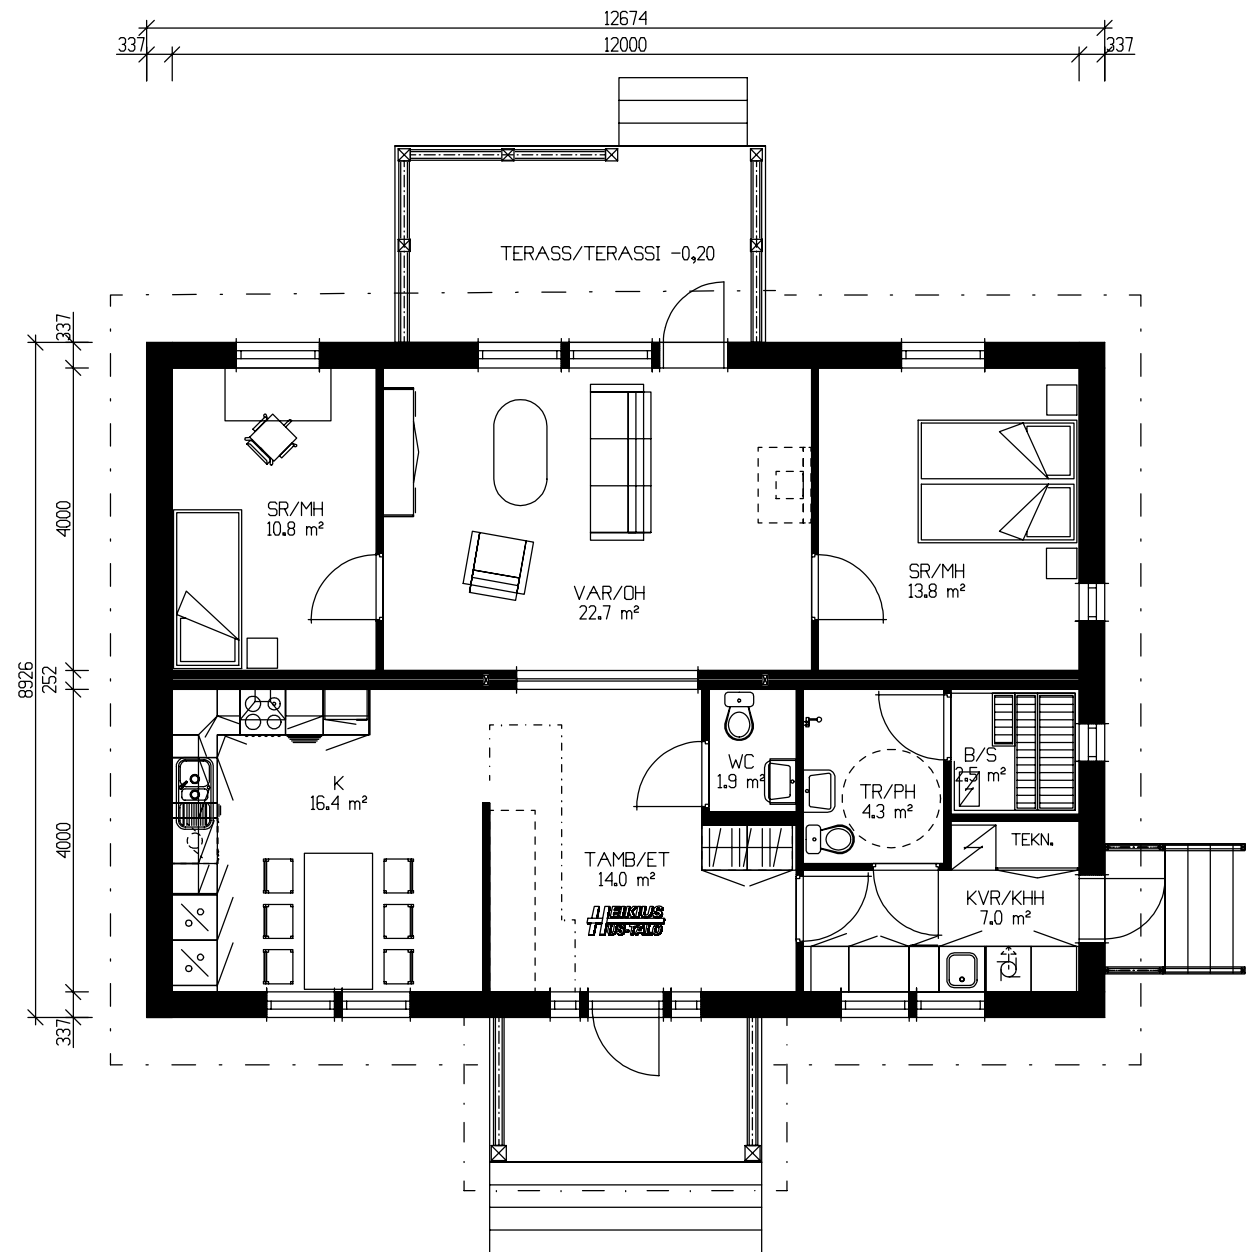 12674
337
12000
337
TERASS/TERASSI -0,20
337
4000
8926
252
4000
337
SR/MH
10.8 m²
VAR/OH
22.7 m²
SR/MH
13.8 m²
K
16.4 m²
WC
1.9 m²
B/S
2.5 m²
TR/PH
4.3 m²
TEKN.
TAMB/ET
14.0 m²
KVR/KHH
7.0 m²
HEIKIUS
HUS-TALO